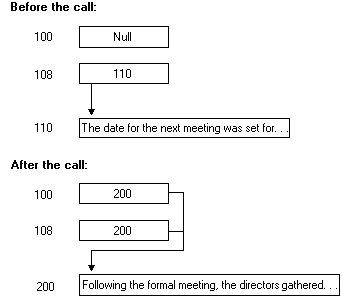 Before the call:
100 Null
108 110
110 The date for the next meeting was set for. . .
After the call:
100 200
108 200
200 Following the formal meeting, the directors gathered. . .